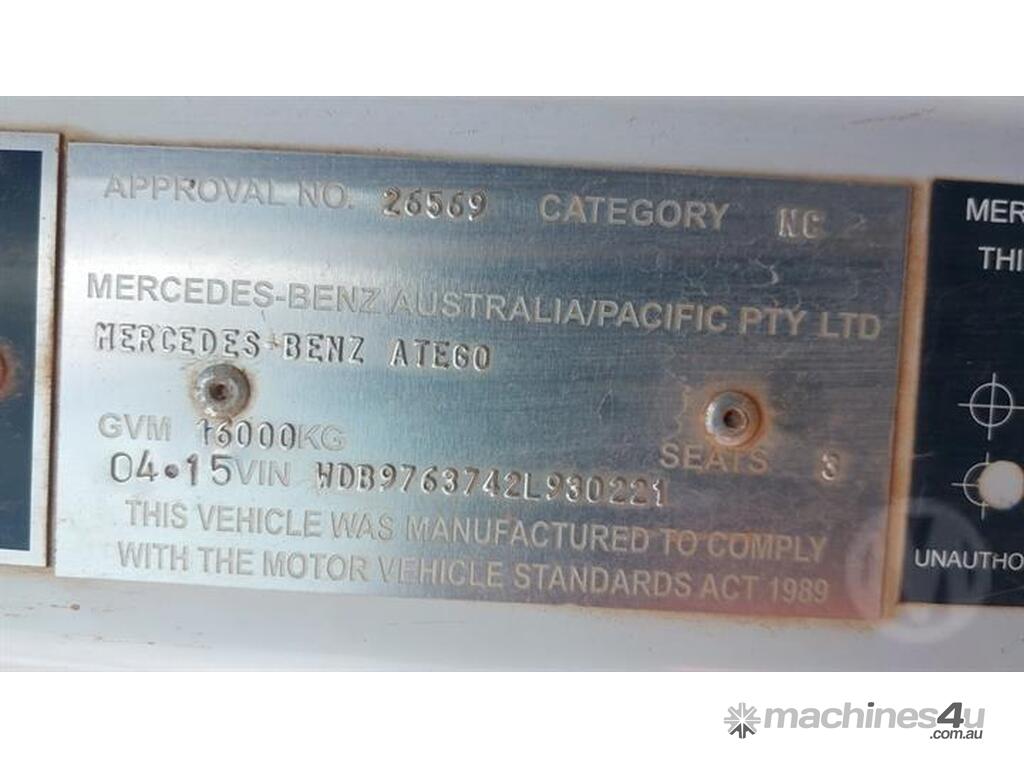 APPROVAL NO. 26569 CATEGORY NC
MERCEDES-BENZ AUSTRALIA/PACIFIC PTY LTD
MERCEDES-BENZ ATEGO
GVM 16000KG SEATS 3
04•15 VIN WDB9763742L930221
THIS VEHICLE WAS MANUFACTURED TO COMPLY
WITH THE MOTOR VEHICLE STANDARDS ACT 1989
MER
THI
UNAUTHO
machines4u
.com.au